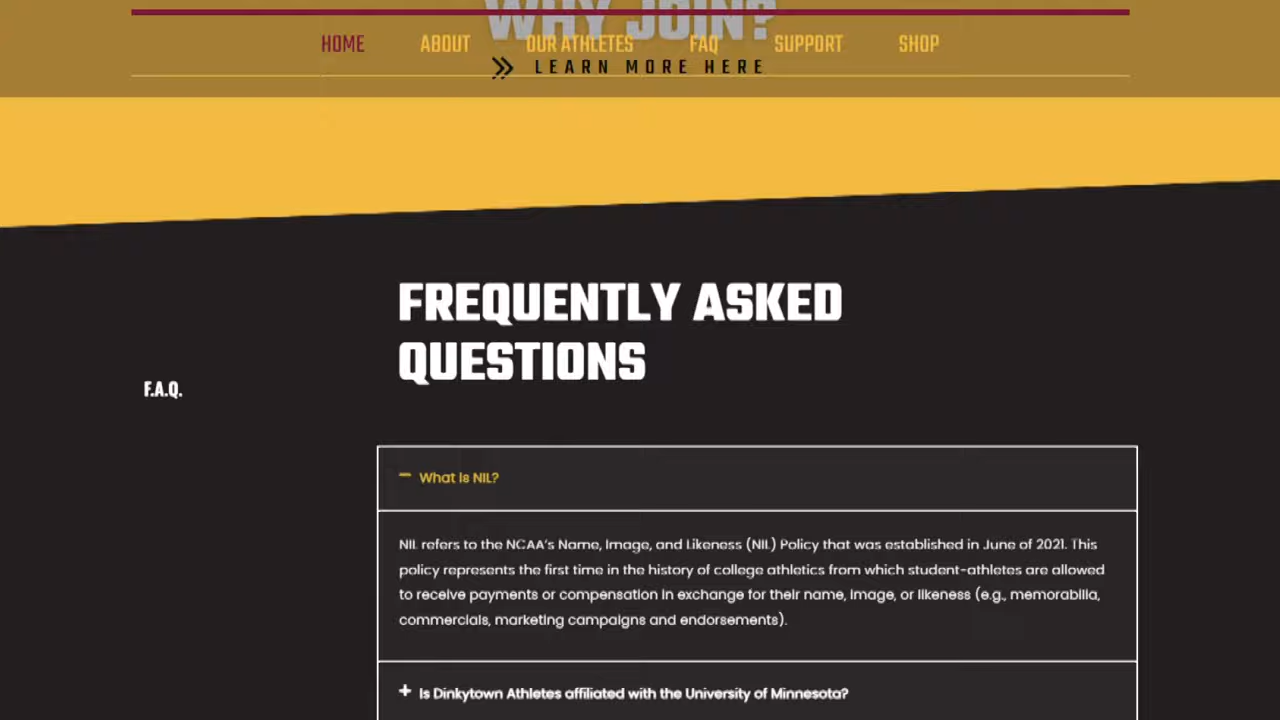 WHY JOIN?
HOME ABOUT OUR ATHLETES FAQ SUPPORT SHOP
LEARN MORE HERE
FREQUENTLY ASKED
QUESTIONS
F.A.Q.
What is NIL?
NIL refers to the NCAA's Name, Image, and Likeness (NIL) Policy that was established in June of 2021. This
policy represents the first time in the history of college athletics from which student-athletes are allowed
to receive payments or compensation in exchange for their name, image, or likeness (e.g., memorabilia,
commercials, marketing campaigns and endorsements).
Is Dinkytown Athletes affiliated with the University of Minnesota?